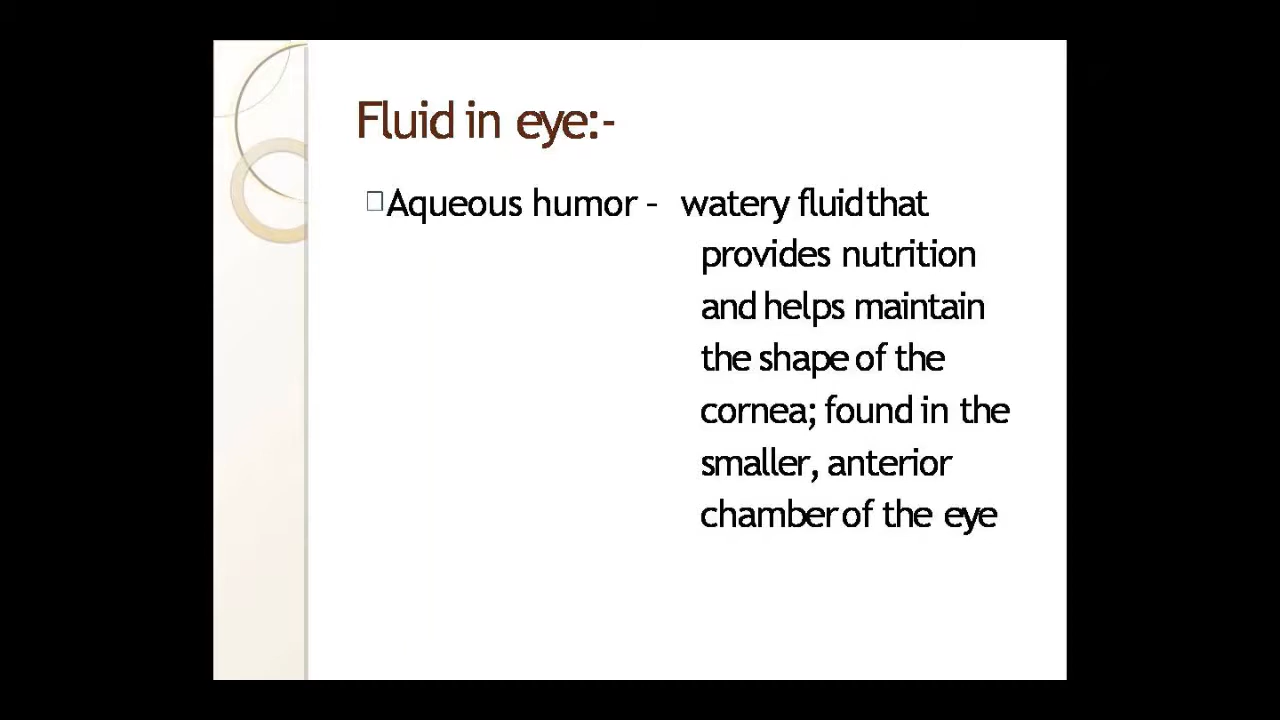 Fluid in eye:-
Aqueous humor – watery fluid that
provides nutrition
and helps maintain
the shape of the
cornea; found in the
smaller, anterior
chamber of the eye